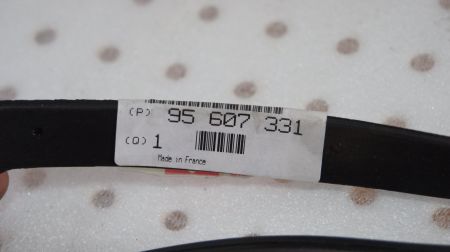 (P) 95 607 331
(Q) 1
Made in France